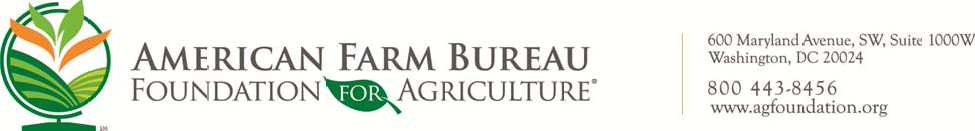 AMERICAN FARM BUREAU
FOUNDATION FOR AGRICULTURE®
SM
600 Maryland Avenue, SW, Suite 1000W
Washington, DC 20024
800 443-8456
www.agfoundation.org